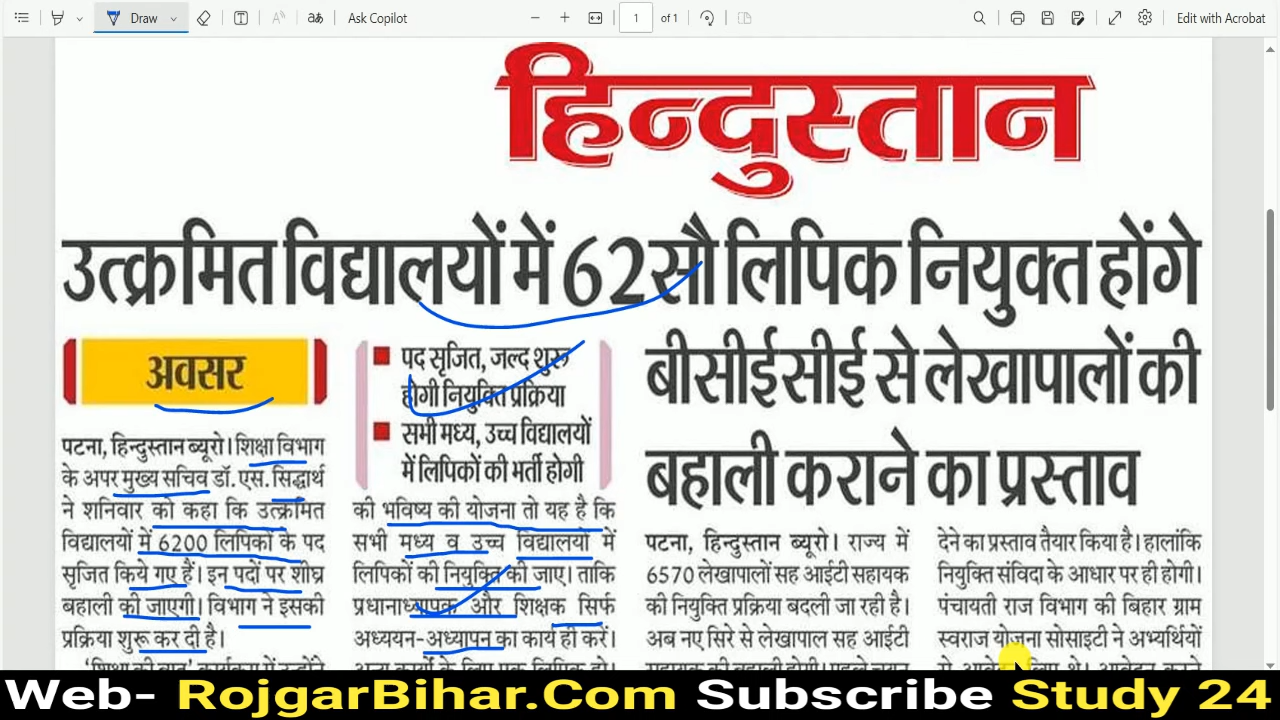 Draw
Ask Copilot
1 of 1
Edit with Acrobat
हिन्दुस्तान
उत्क्रमित विद्यालयों में 62सौ लिपिक नियुक्त होंगे
अवसर
पटना, हिन्दुस्तान ब्यूरो। शिक्षा विभाग
के अपर मुख्य सचिव डॉ. एस. सिद्धार्थ
ने शनिवार को कहा कि उत्क्रमित
विद्यालयों में 6200 लिपिकों के पद
सृजित किये गए हैं। इन पदों पर शीघ्र
बहाली की जाएगी। विभाग ने इसकी
प्रक्रिया शुरू कर दी है।
पद सृजित, जल्द शुरू
होगी नियुक्ति प्रक्रिया
सभी मध्य, उच्च विद्यालयों
में लिपिकों की भर्ती होगी
की भविष्य की योजना तो यह है कि
सभी मध्य व उच्च विद्यालयों में
लिपिकों की नियुक्ति की जाए। ताकि
प्रधानाध्यापक और शिक्षक सिर्फ
अध्ययन-अध्यापन का कार्य ही करें।
बीसीईसीई से लेखापालों की
बहाली कराने का प्रस्ताव
पटना, हिन्दुस्तान ब्यूरो। राज्य में
6570 लेखापालों सह आईटी सहायक
की नियुक्ति प्रक्रिया बदली जा रही है।
अब नए सिरे से लेखापाल सह आईटी
देने का प्रस्ताव तैयार किया है। हालांकि
नियुक्ति संविदा के आधार पर ही होगी।
पंचायती राज विभाग की बिहार ग्राम
स्वराज योजना सोसाइटी ने अभ्यर्थियों
Web- RojgarBihar.Com Subscribe Study 24